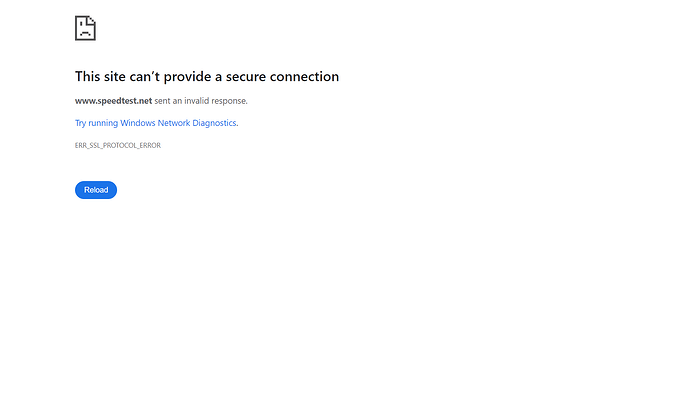 This site can’t provide a secure connection
www.speedtest.net sent an invalid response.
Try running Windows Network Diagnostics.
ERR_SSL_PROTOCOL_ERROR
Reload